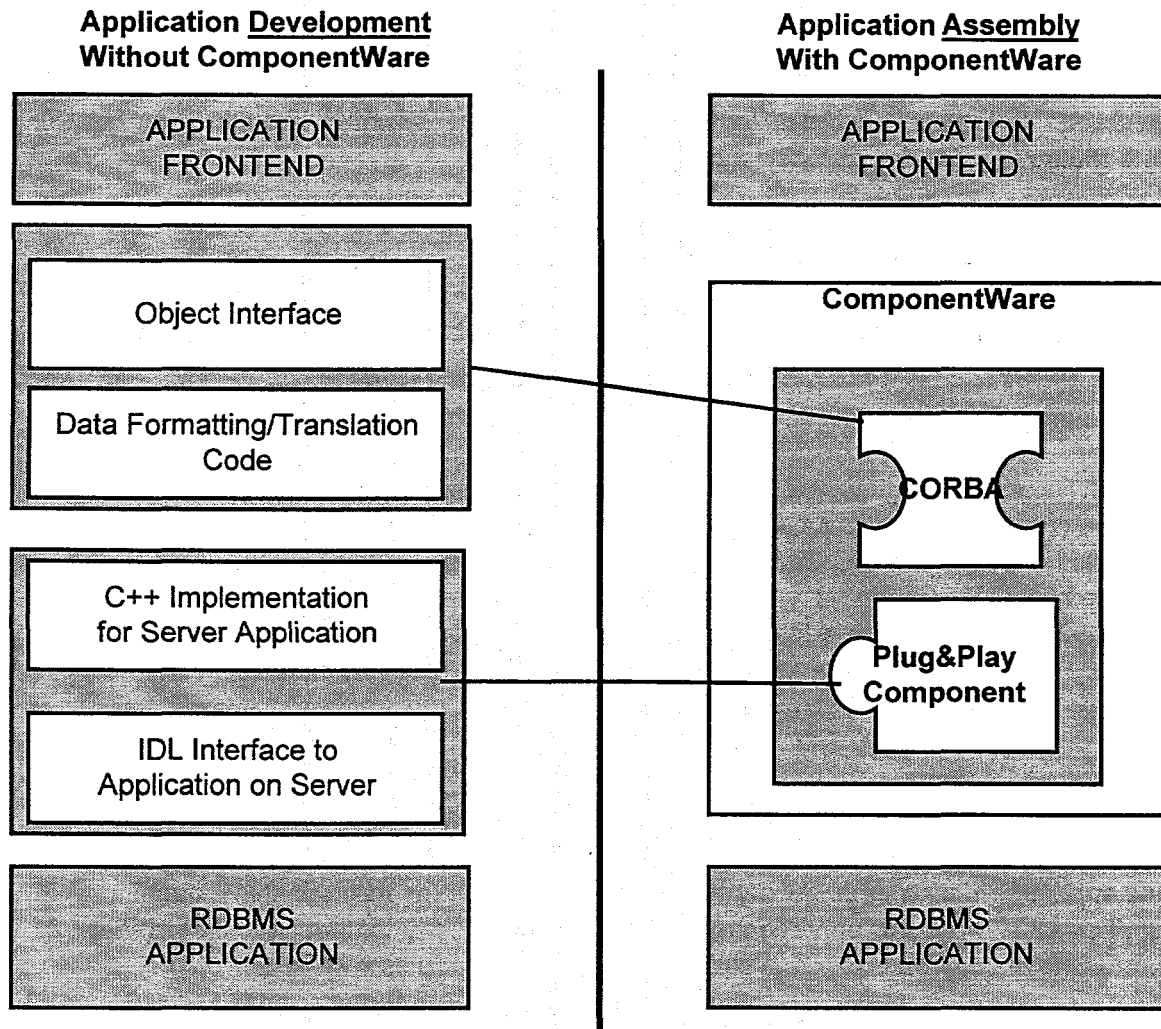 Application Development
Without ComponentWare
APPLICATION
FRONTEND
Object Interface
Data Formatting/Translation
Code
C++ Implementation
for Server Application
IDL Interface to
Application on Server
RDBMS
APPLICATION
Application Assembly
With ComponentWare
APPLICATION
FRONTEND
ComponentWare
CORBA
Plug&Play
Component
RDBMS
APPLICATION